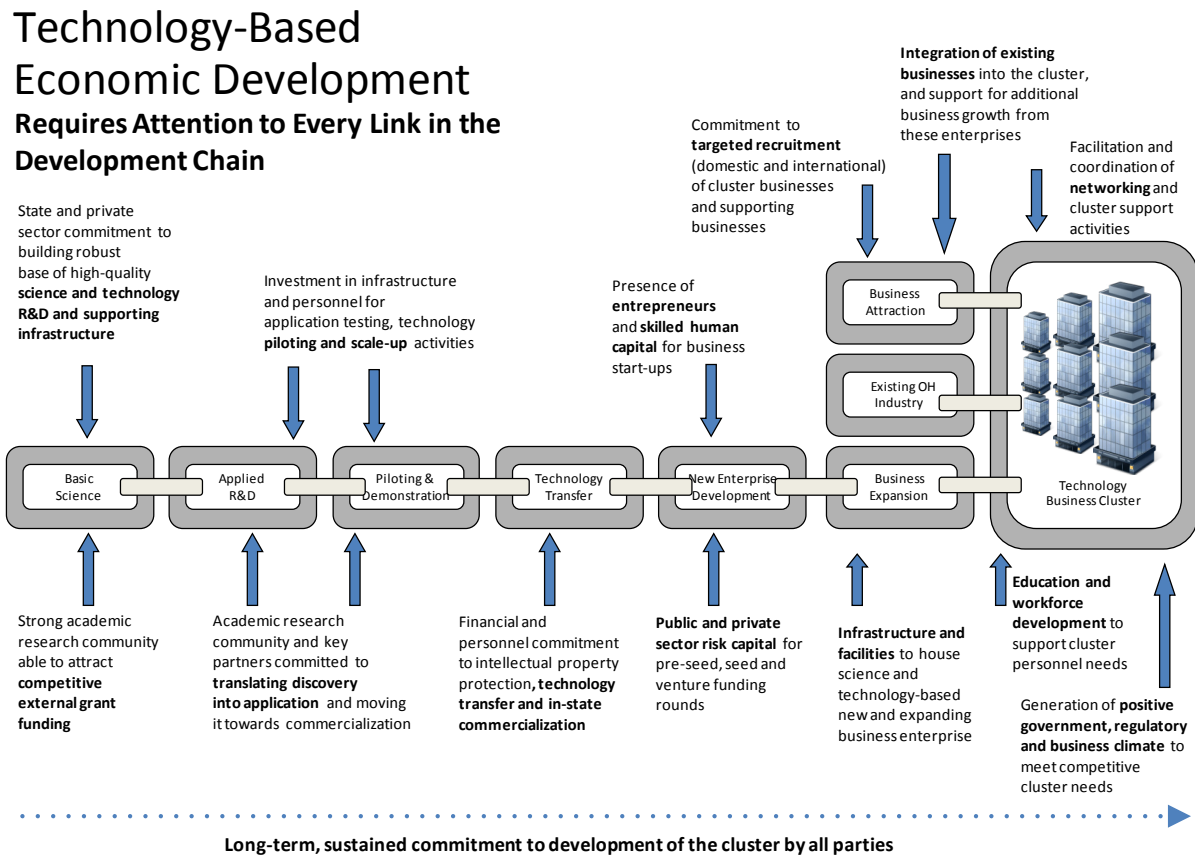 Technology-Based
Economic Development
Requires Attention to Every Link in the
Development Chain
State and private
sector commitment to
building robust
base of high-quality
science and technology
R&D and supporting
infrastructure
Investment in infrastructure
and personnel for
application testing, technology
piloting and scale-up activities
Presence of
entrepreneurs
and skilled human
capital for business
start-ups
Commitment to
targeted recruitment
(domestic and international)
of cluster businesses
and supporting
businesses
Integration of existing
businesses into the cluster,
and support for additional
business growth from
these enterprises
Facilitation and
coordination of
networking and
cluster support
activities
Business
Attraction
Existing OH
Industry
Basic
Science
Applied
R&D
Piloting &
Demonstration
Technology
Transfer
New Enterprise
Development
Business
Expansion
Technology
Business Cluster
Strong academic
research community
able to attract
competitive
external grant
funding
Academic research
community and key
partners committed to
translating discovery
into application and moving
it towards commercialization
Financial and
personnel commitment
to intellectual property
protection, technology
transfer and in-state
commercialization
Public and private
sector risk capital for
pre-seed, seed and
venture funding
rounds
Infrastructure and
facilities to house
science and
technology-based
new and expanding
business enterprise
Education and
workforce
development to
support cluster
personnel needs
Generation of positive
government, regulatory
and business climate to
meet competitive
cluster needs
Long-term, sustained commitment to development of the cluster by all parties